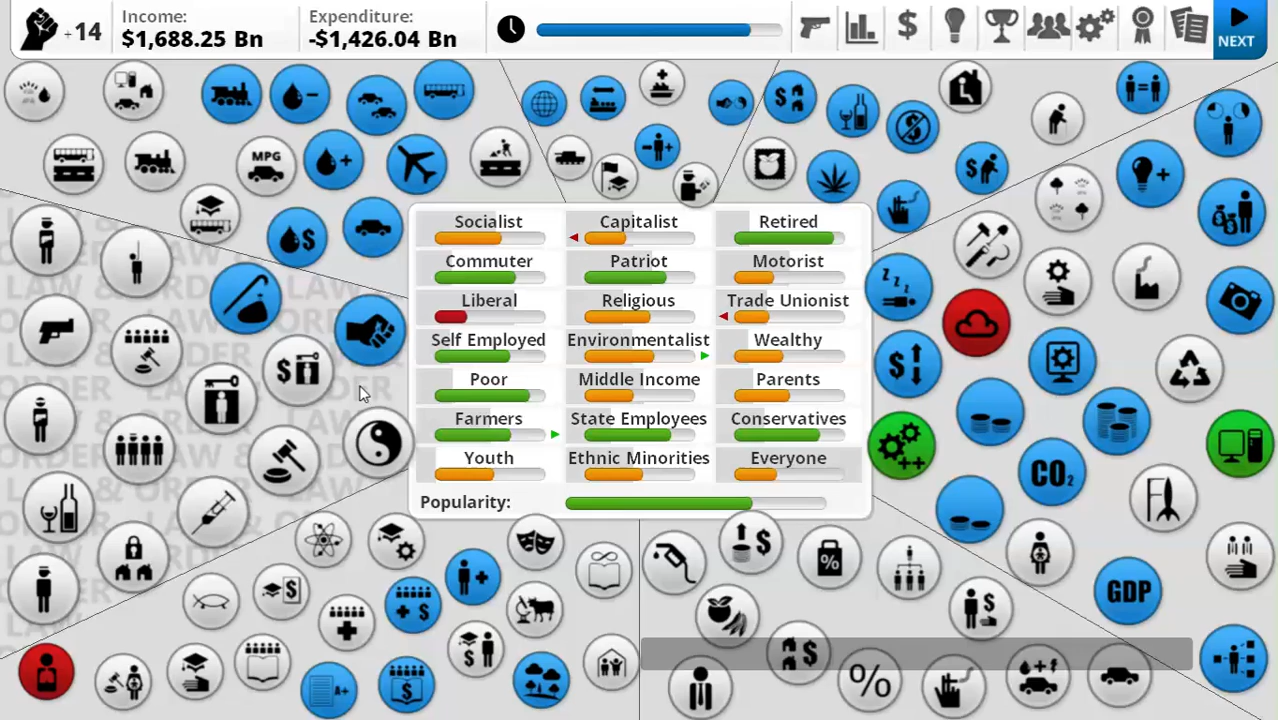 Income:
$1,688.25 Bn
Expenditure:
-$1,426.04 Bn
+14
NEXT
MPG
$
A+
CO₂
GDP
%
LAW & ORDER
Socialist
Capitalist
Retired
Commuter
Patriot
Motorist
Liberal
Religious
Trade Unionist
Self Employed
Environmentalist
Wealthy
Poor
Middle Income
Parents
Farmers
State Employees
Conservatives
Youth
Ethnic Minorities
Everyone
Popularity: